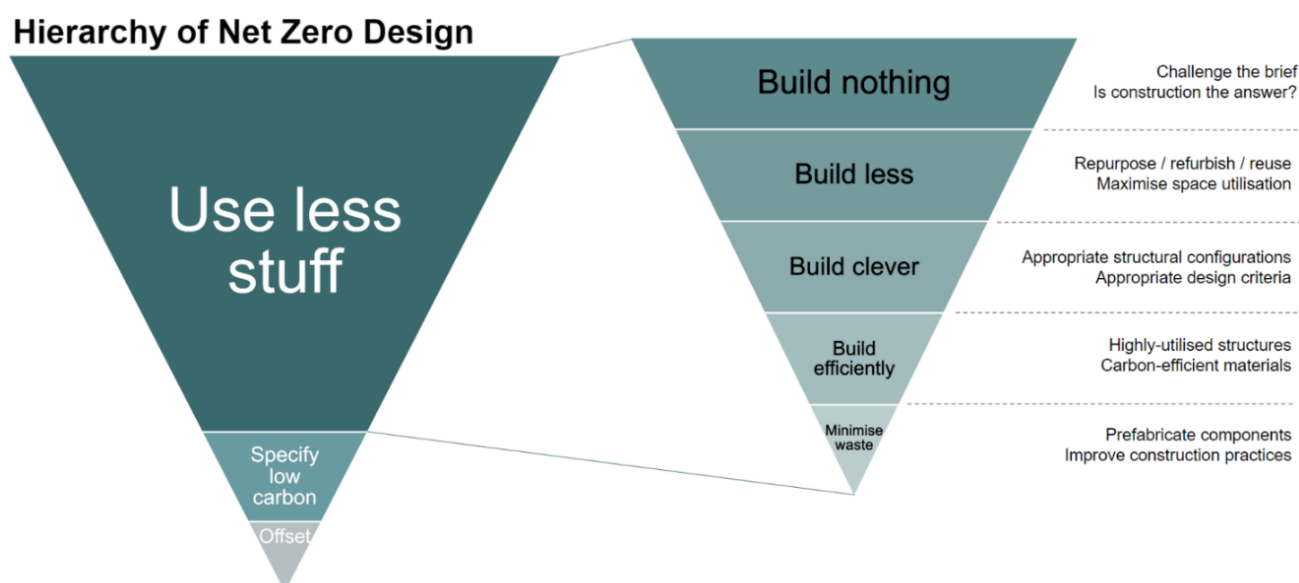 Hierarchy of Net Zero Design
Use less
stuff
Specify
low
carbon
Offset
Build nothing
Challenge the brief
Is construction the answer?
Build less
Repurpose / refurbish / reuse
Maximise space utilisation
Build clever
Appropriate structural configurations
Appropriate design criteria
Build
efficiently
Highly-utilised structures
Carbon-efficient materials
Minimise
waste
Prefabricate components
Improve construction practices